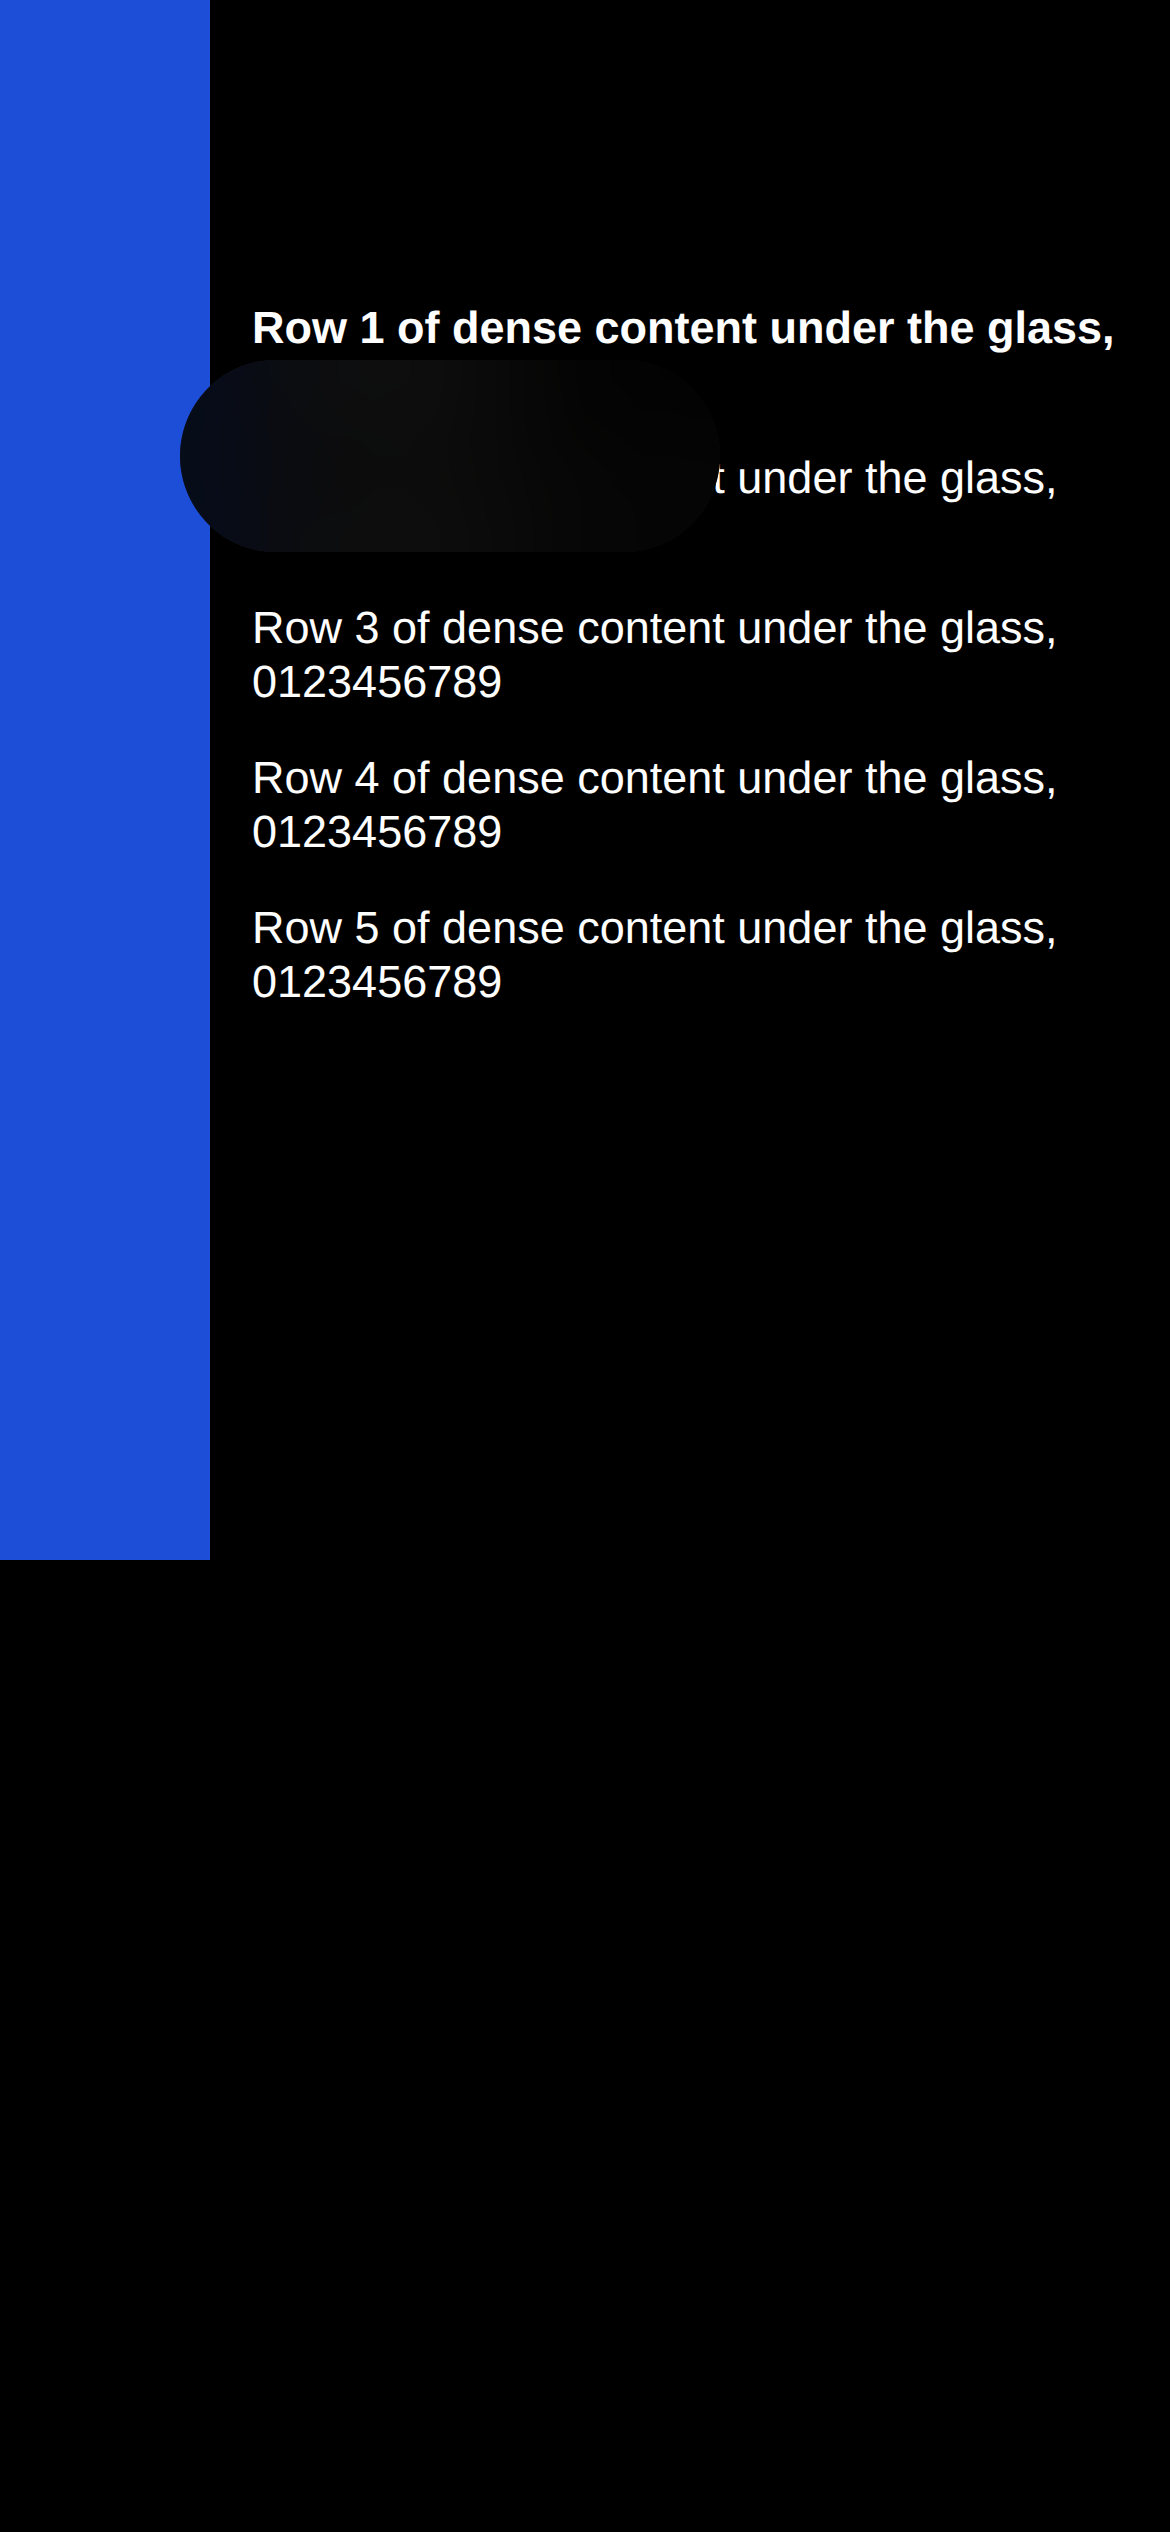 Row 1 of dense content under the glass,
under the glass,
Row 3 of dense content under the glass,
0123456789
Row 4 of dense content under the glass,
0123456789
Row 5 of dense content under the glass,
0123456789